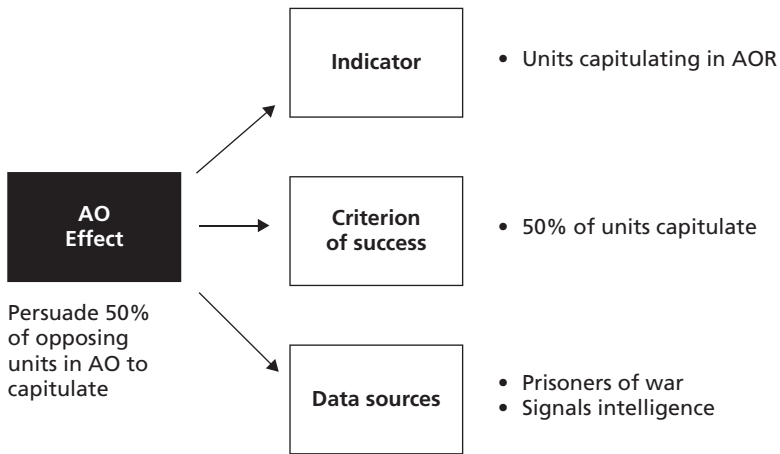 Indicator
• Units capitulating in AOR
AO
Effect
Persuade 50%
of opposing
units in AO to
capitulate
Criterion
of success
• 50% of units capitulate
Data sources
• Prisoners of war
• Signals intelligence